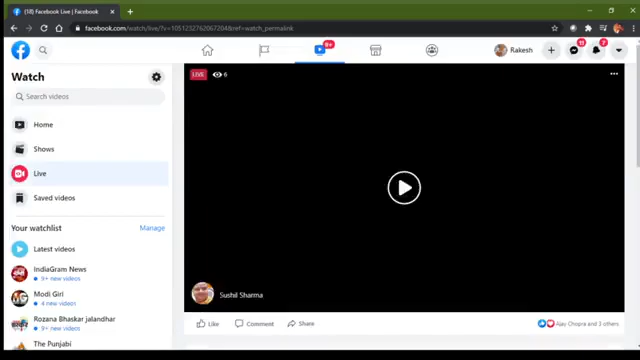 (18) Facebook Live | Facebook
facebook.com/watch/live/?v=1051232762067204&ref=watch_permalink
9+
Rakesh
11
7
Watch
Search videos
Home
Shows
Live
Saved videos
Your watchlist
Manage
Latest videos
IndiaGram News
9+ new videos
Modi Girl
4 new videos
Rozana Bhaskar jalandhar
9+ new videos
The Punjabi
LIVE
6
Sushil Sharma
Like
Comment
Share
Ajay Chopra and 3 others